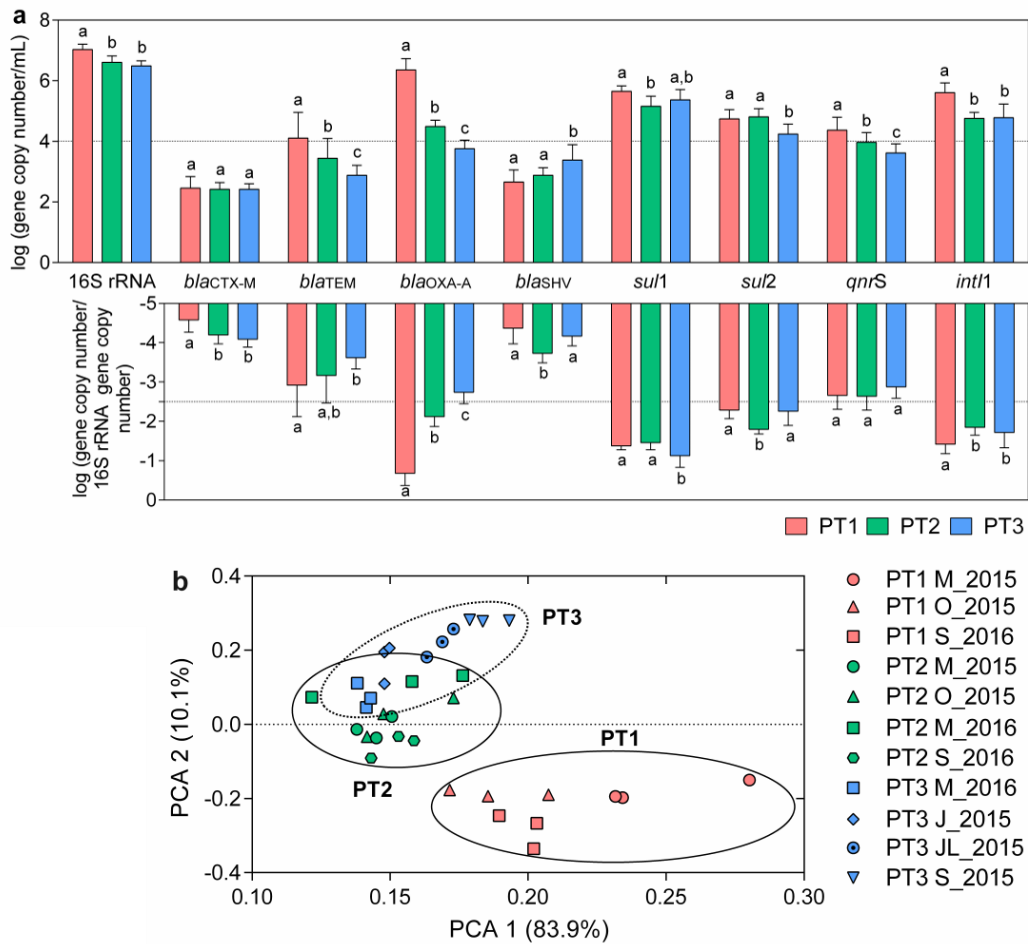 a
log (gene copy number/mL)
8
6
4
2
0
a b b
a a a
a b c
a b c
a a b
a b a,b
a a b
a b c
a b b
16S rRNA blaCTX-M blaTEM blaOXA-A blaSHV sul1 sul2 qnrS intI1
log (gene copy number/
16S rRNA gene copy
number)
-5
-4
-3
-2
-1
0
a b b
a a,b b
a b c
a b a
a a b
a b a
a a a
a b b
PT1 PT2 PT3
b
PCA 2 (10.1%)
0.4
0.2
0.0
-0.2
-0.4
PT3
PT2
PT1
0.10 0.15 0.20 0.25 0.30
PCA 1 (83.9%)
PT1 M_2015
PT1 O_2015
PT1 S_2016
PT2 M_2015
PT2 O_2015
PT2 M_2016
PT2 S_2016
PT3 M_2016
PT3 J_2015
PT3 JL_2015
PT3 S_2015